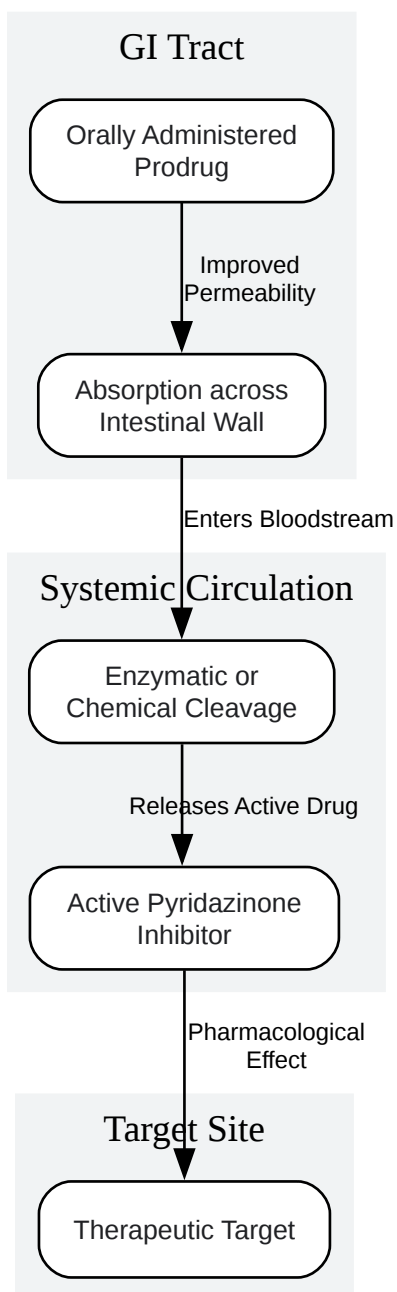 GI Tract
Orally Administered
Prodrug
Improved
Permeability
Absorption across
Intestinal Wall
Enters Bloodstream
Systemic Circulation
Enzymatic or
Chemical Cleavage
Releases Active Drug
Active Pyridazinone
Inhibitor
Pharmacological
Effect
Target Site
Therapeutic Target